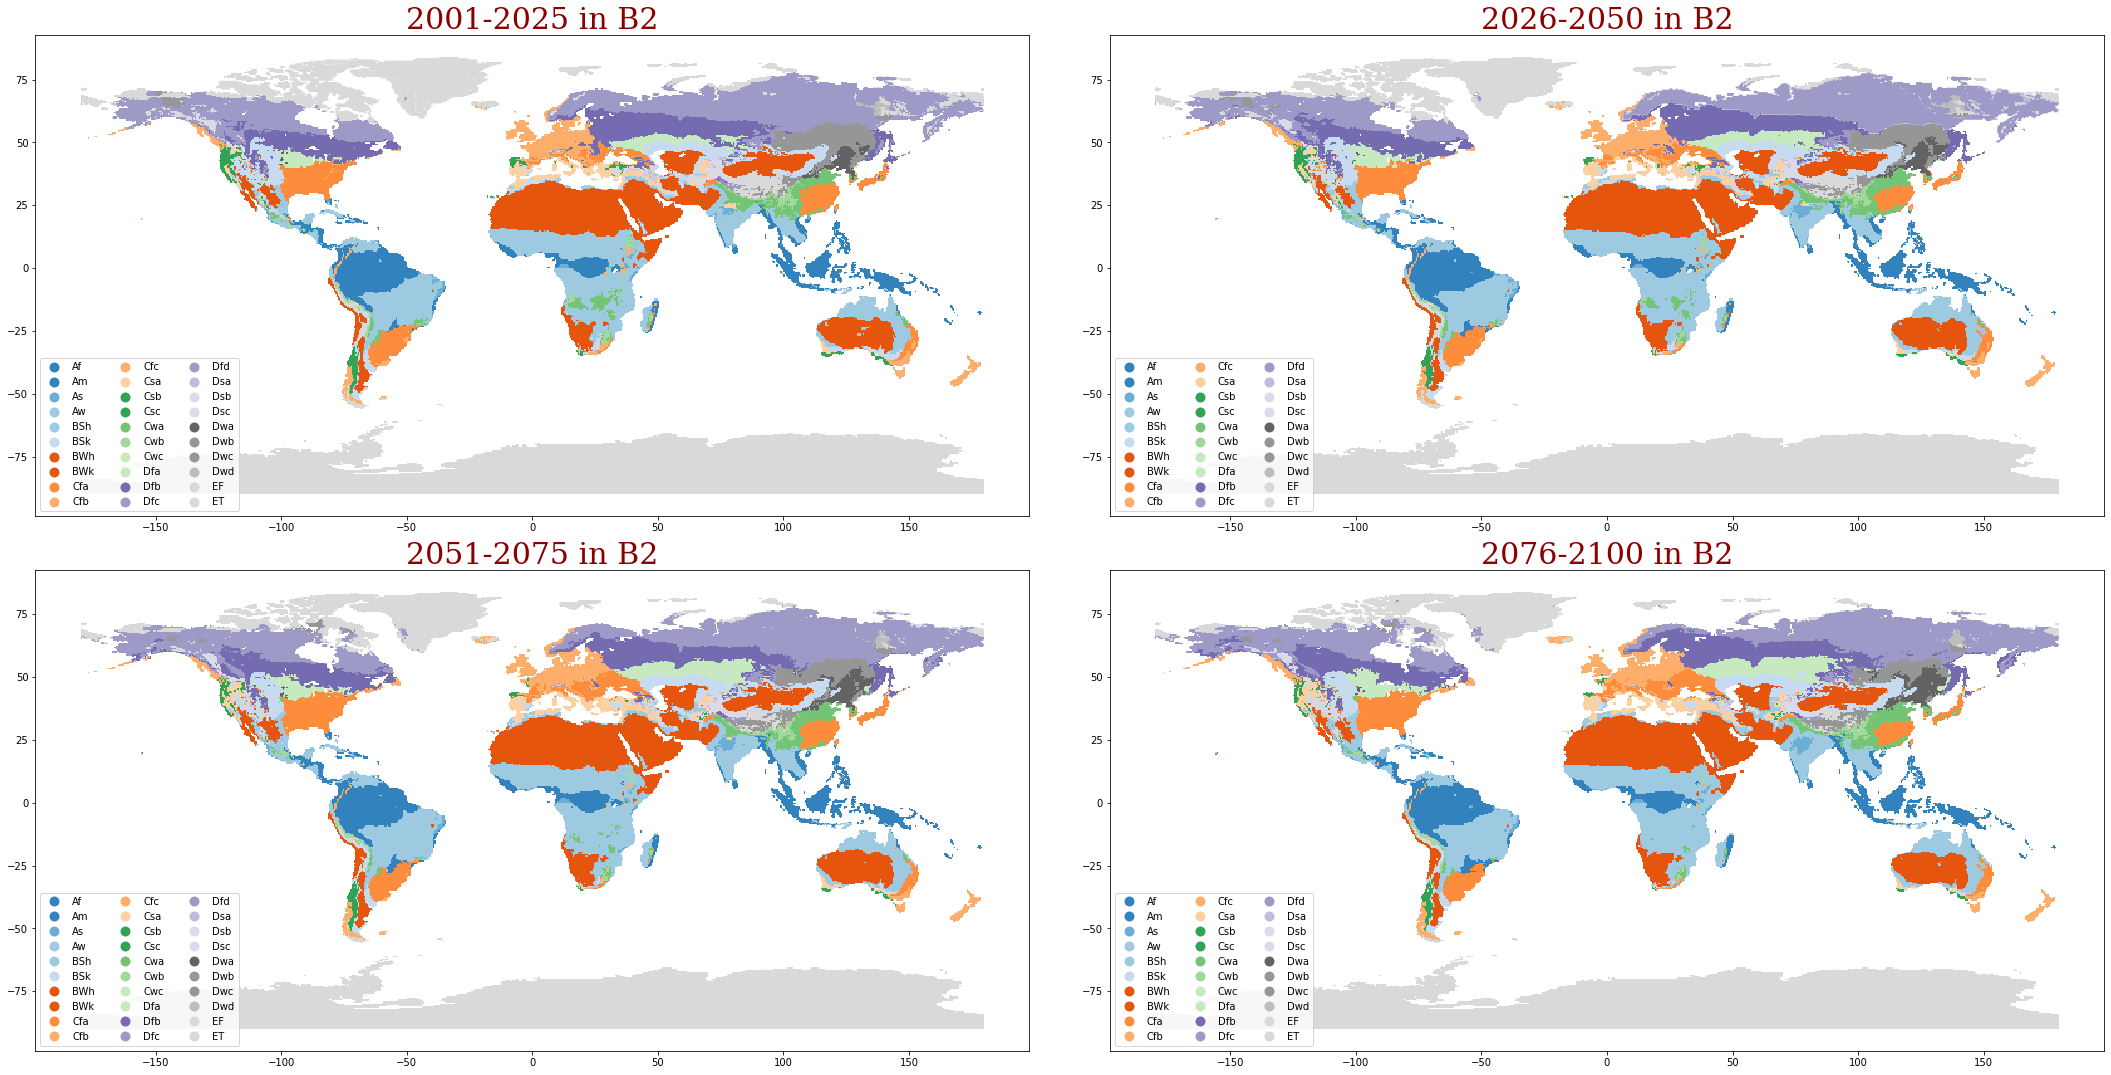 2001-2025 in B2
2026-2050 in B2
75
50
25
0
−25
−50
−75
−150 −100 −50 0 50 100 150
Af Cfc Dfd
Am Csa Dsa
As Csb Dsb
Aw Csc Dsc
BSh Cwa Dwa
BSk Cwb Dwb
BWh Cwc Dwc
BWk Dfa Dwd
Cfa Dfb EF
Cfb Dfc ET
75
50
25
0
−25
−50
−75
−150 −100 −50 0 50 100 150
Af Cfc Dfd
Am Csa Dsa
As Csb Dsb
Aw Csc Dsc
BSh Cwa Dwa
BSk Cwb Dwb
BWh Cwc Dwc
BWk Dfa Dwd
Cfa Dfb EF
Cfb Dfc ET
2051-2075 in B2
2076-2100 in B2
75
50
25
0
−25
−50
−75
−150 −100 −50 0 50 100 150
Af Cfc Dfd
Am Csa Dsa
As Csb Dsb
Aw Csc Dsc
BSh Cwa Dwa
BSk Cwb Dwb
BWh Cwc Dwc
BWk Dfa Dwd
Cfa Dfb EF
Cfb Dfc ET
75
50
25
0
−25
−50
−75
−150 −100 −50 0 50 100 150
Af Cfc Dfd
Am Csa Dsa
As Csb Dsb
Aw Csc Dsc
BSh Cwa Dwa
BSk Cwb Dwb
BWh Cwc Dwc
BWk Dfa Dwd
Cfa Dfb EF
Cfb Dfc ET